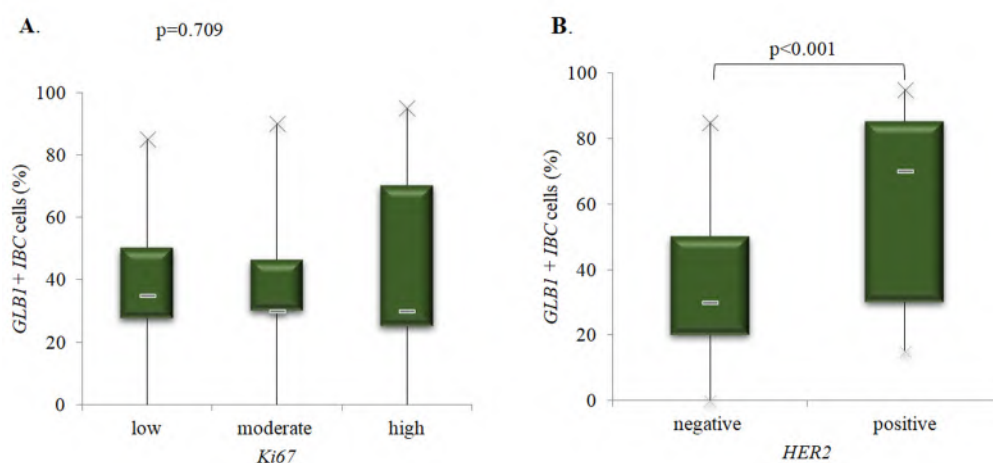 A.
p=0.709
100
80
60
40
20
0
GLB1 + IBC cells (%)
low
moderate
high
Ki67
B.
p<0.001
100
80
60
40
20
0
GLB1 + IBC cells (%)
negative
positive
HER2